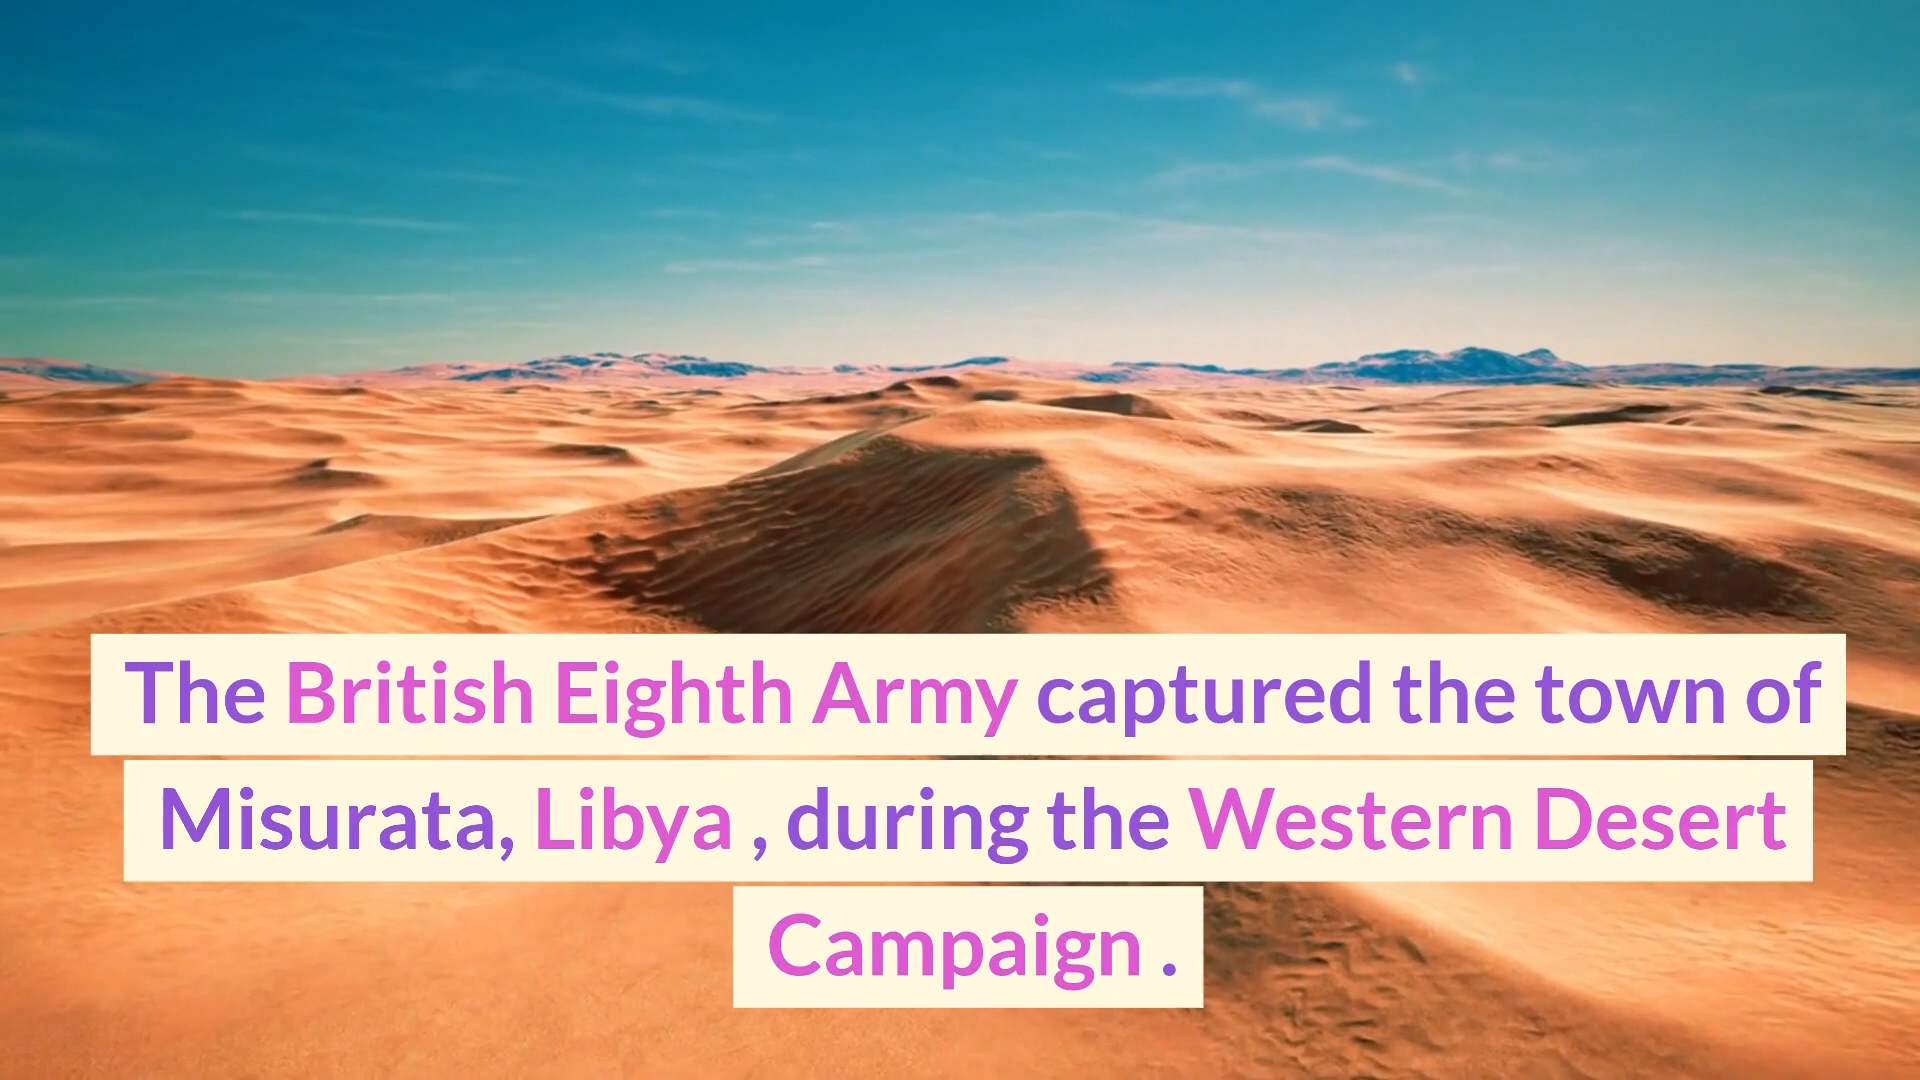 The British Eighth Army captured the town of
Misurata, Libya , during the Western Desert
Campaign .